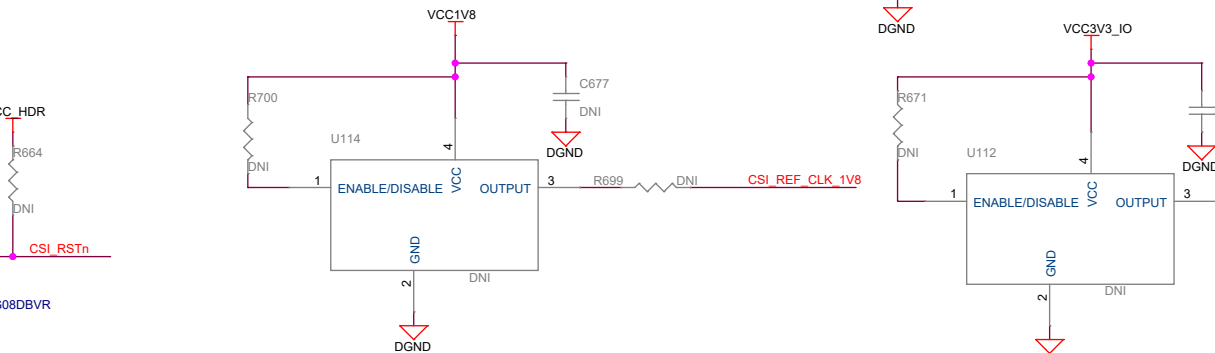 DGND
VCC1V8
VCC3V3_IO
R700
C677
R671
DNI
CC_HDR
U114
DGND
R664
4
U112
4
DGND
DNI
DNI
1
ENABLE/DISABLE
VCC
OUTPUT
3
R699
DNI
CSI_REF_CLK_1V8
1
ENABLE/DISABLE
VCC
OUTPUT
3
DNI
CSI_RSTn
GND
DNI
2
GND
DNI
2
08DBVR
DGND